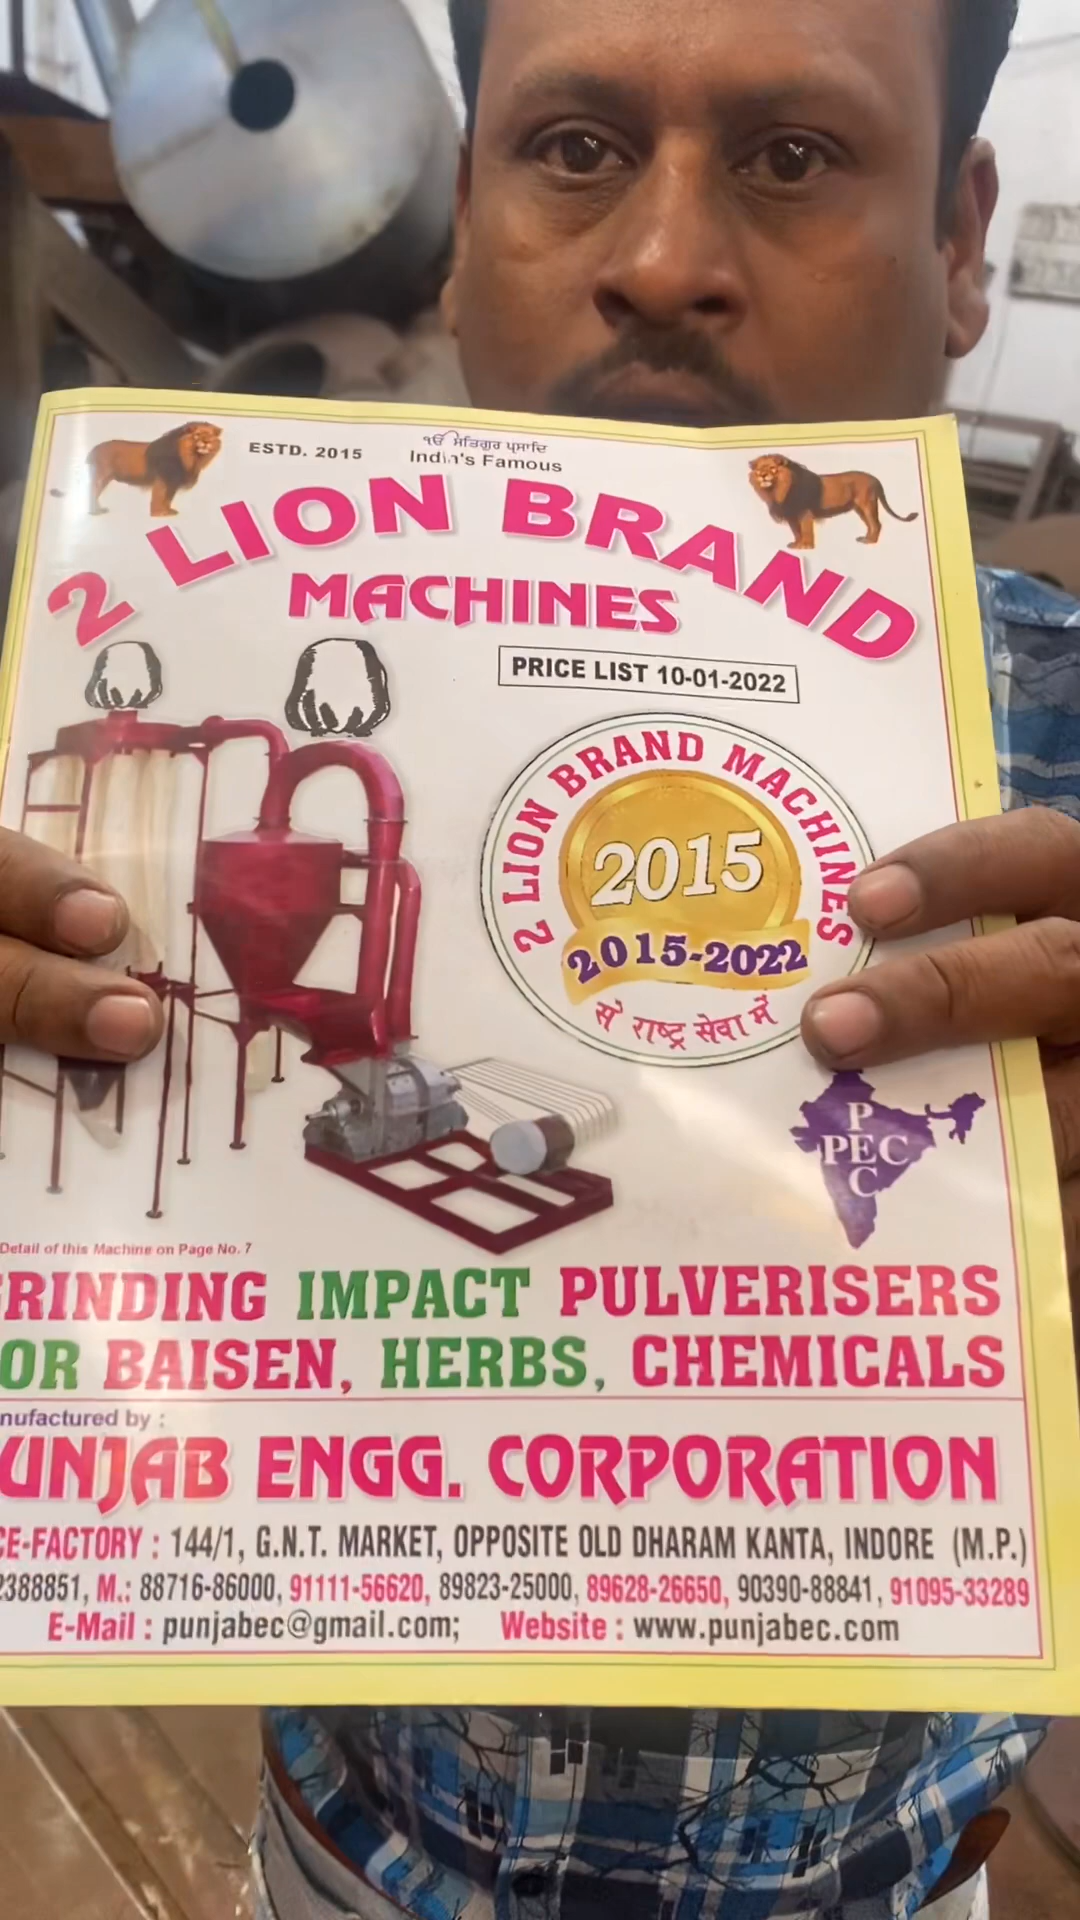 ESTD. 2015
ੴ ਸਤਿਗੁਰ ਪ੍ਰਸਾਦਿ
India's Famous
2 LION BRAND
MACHINES
PRICE LIST 10-01-2022
2 LION BRAND MACHINES
2015
2015-2022
से राष्ट्र सेवा में
P
PEC
C
Detail of this Machine on Page No. 7
RINDING IMPACT PULVERISERS
OR BAISEN, HERBS, CHEMICALS
nufactured by :
UNJAB ENGG. CORPORATION
CE-FACTORY : 144/1, G.N.T. MARKET, OPPOSITE OLD DHARAM KANTA, INDORE (M.P.)
2388851, M.: 88716-86000, 91111-56620, 89823-25000, 89628-26650, 90390-88841, 91095-33289
E-Mail : punjabec@gmail.com; Website : www.punjabec.com